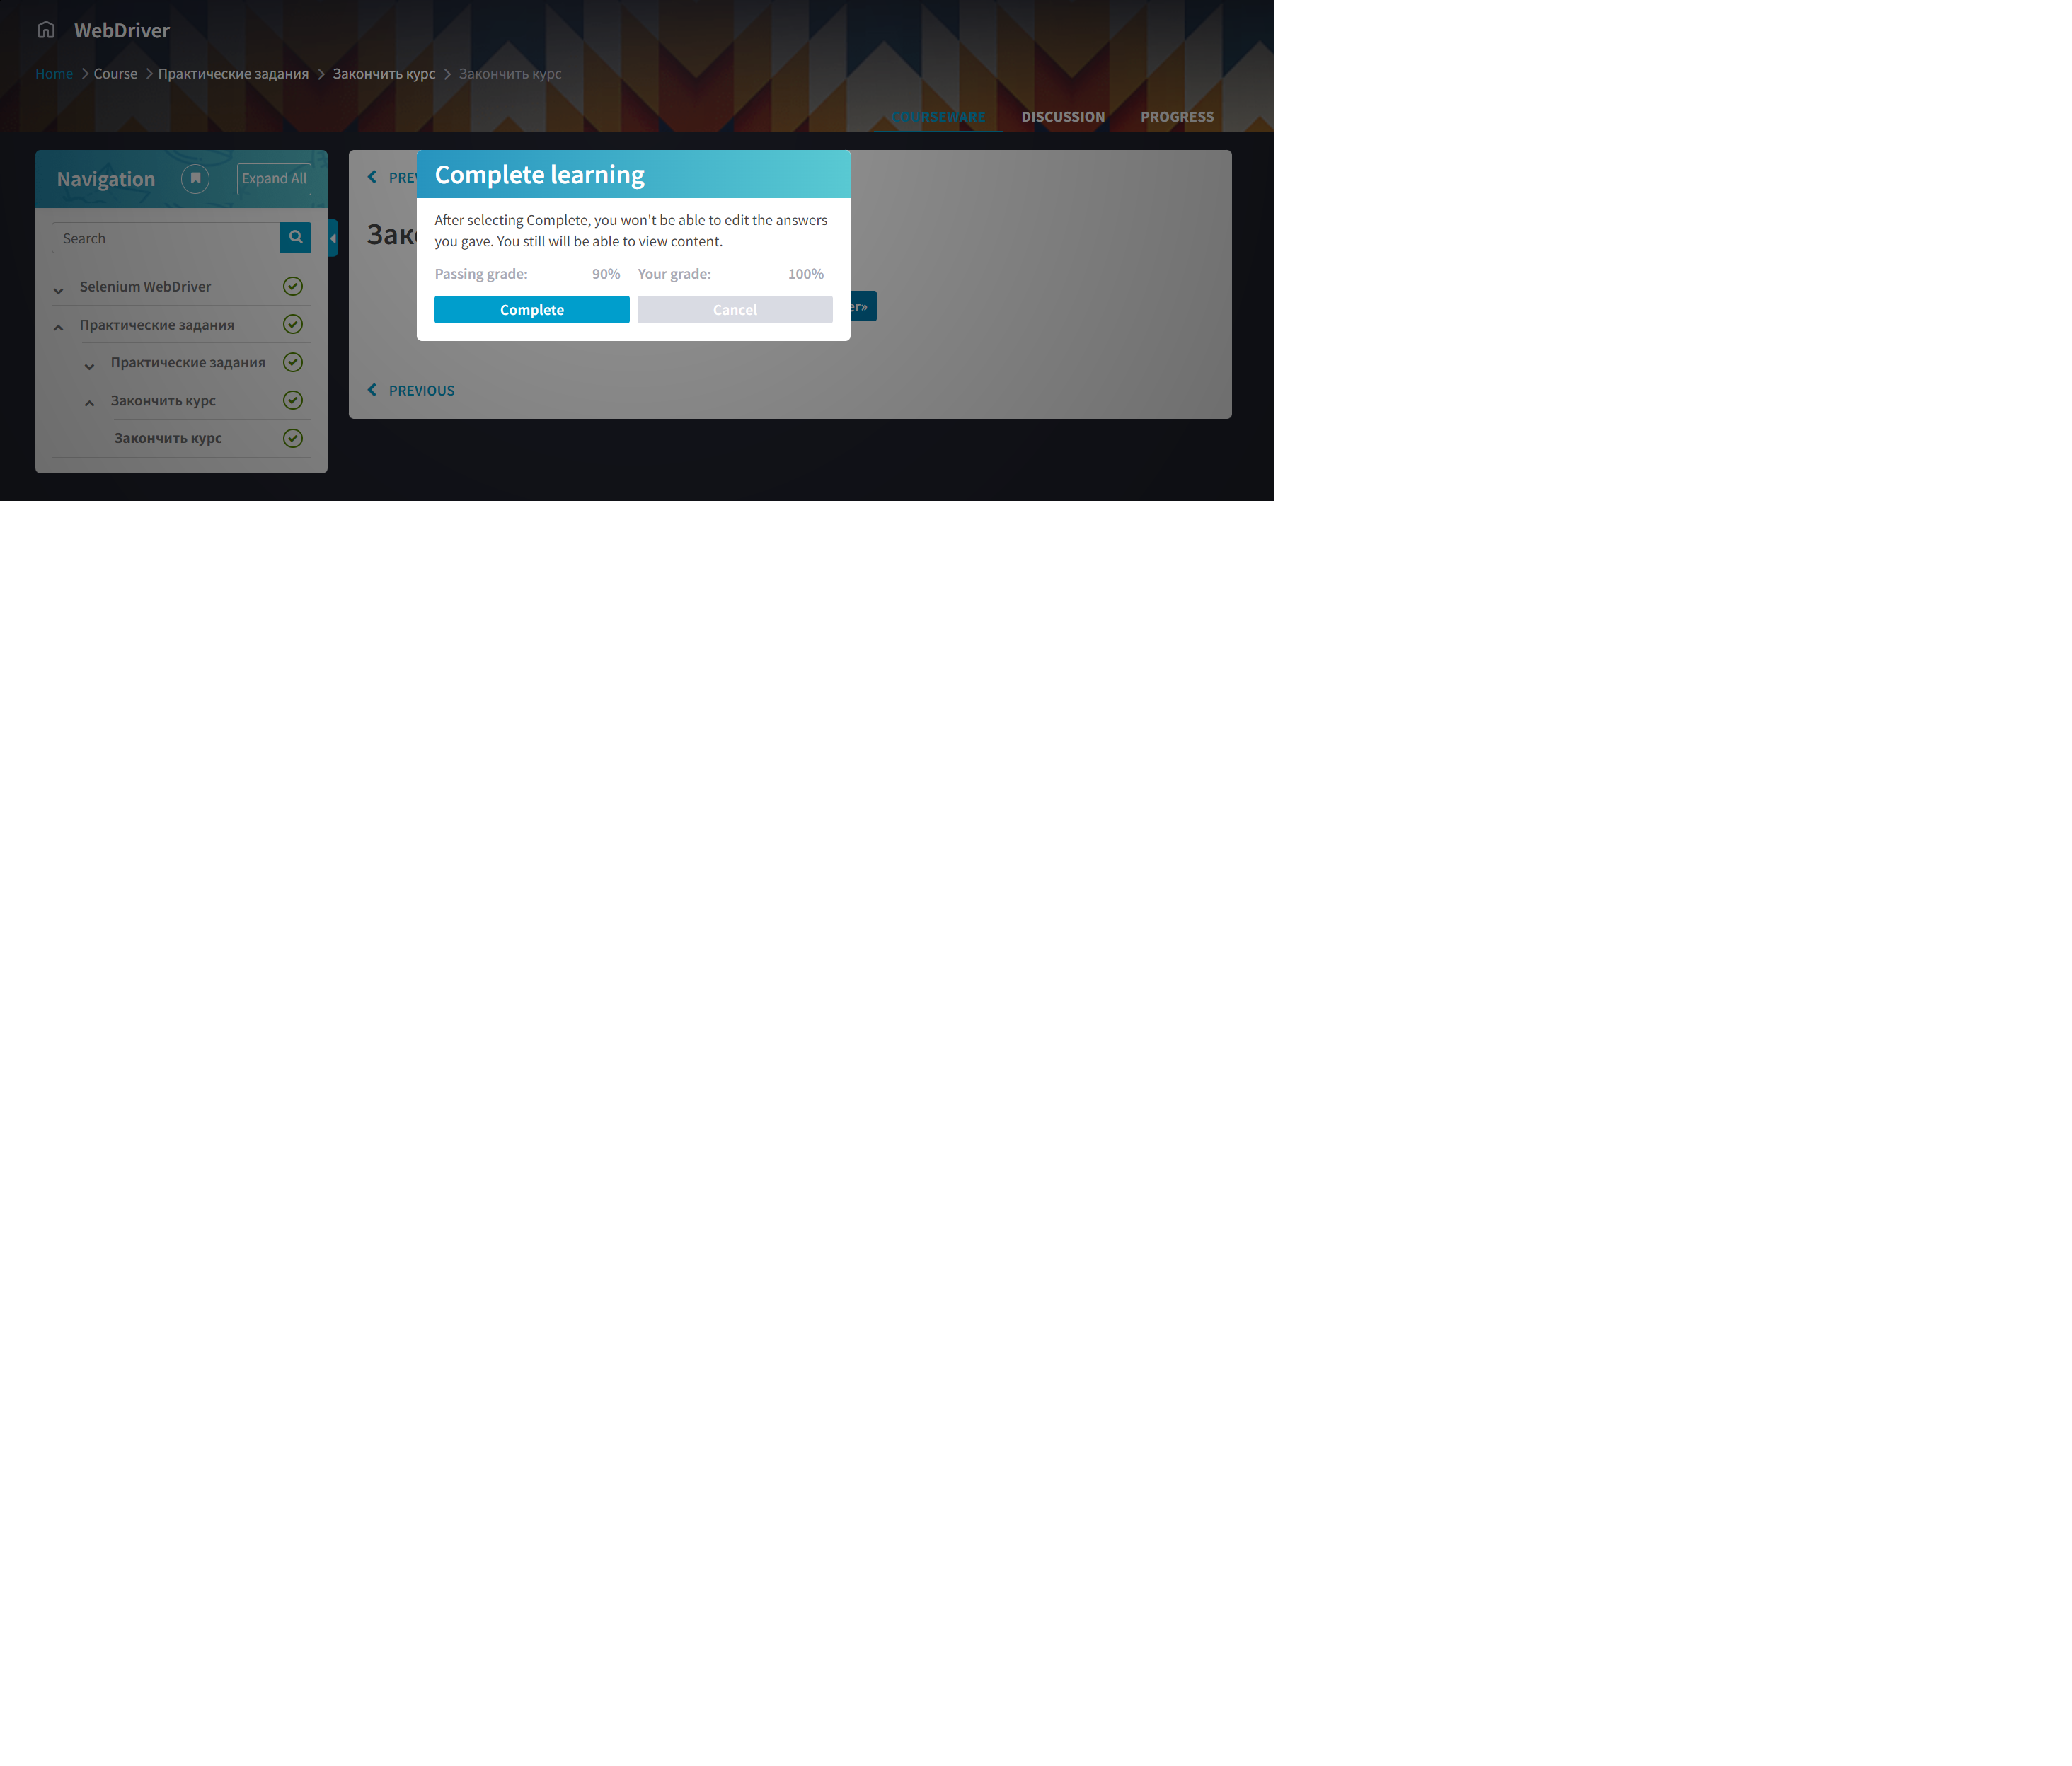 WebDriver
Home Course Практические задания Закончить курс Закончить курс
COURSEWARE DISCUSSION PROGRESS
Navigation Expand All
Search
Selenium WebDriver
Практические задания
Практические задания
Закончить курс
Закончить курс
Complete learning
After selecting Complete, you won't be able to edit the answers
you gave. You still will be able to view content.
Passing grade: 90% Your grade: 100%
Complete Cancel
PREVIOUS